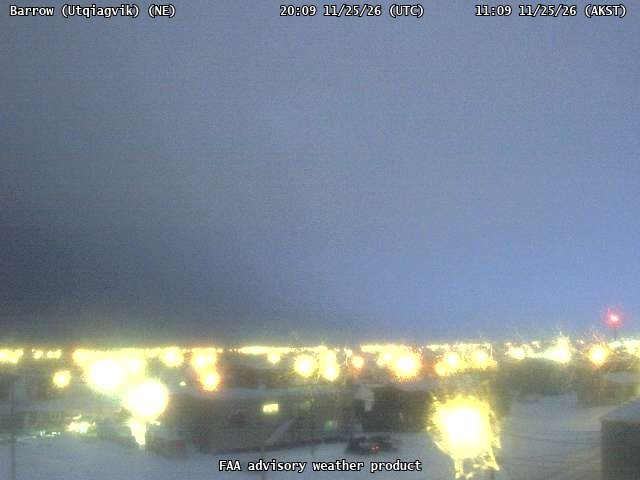 Barrow (Utqiagvik) (NE) 20:09 11/25/26 (UTC) 11:09 11/25/26 (AKST)
FAA advisory weather product